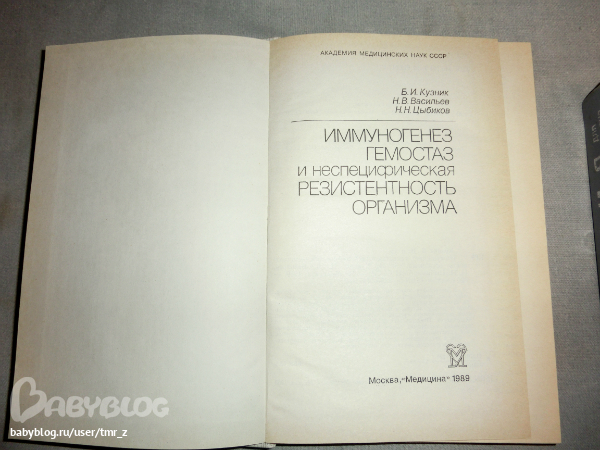 АКАДЕМИЯ МЕДИЦИНСКИХ НАУК СССР
Б. И. Кузник
Н. В. Васильев
Н. Н. Цыбиков
ИММУНОГЕНЕЗ
ГЕМОСТАЗ
и неспецифическая
РЕЗИСТЕНТНОСТЬ
ОРГАНИЗМА
Москва, "Медицина" 1989
BABYBLOG
babyblog.ru/user/tmr_z